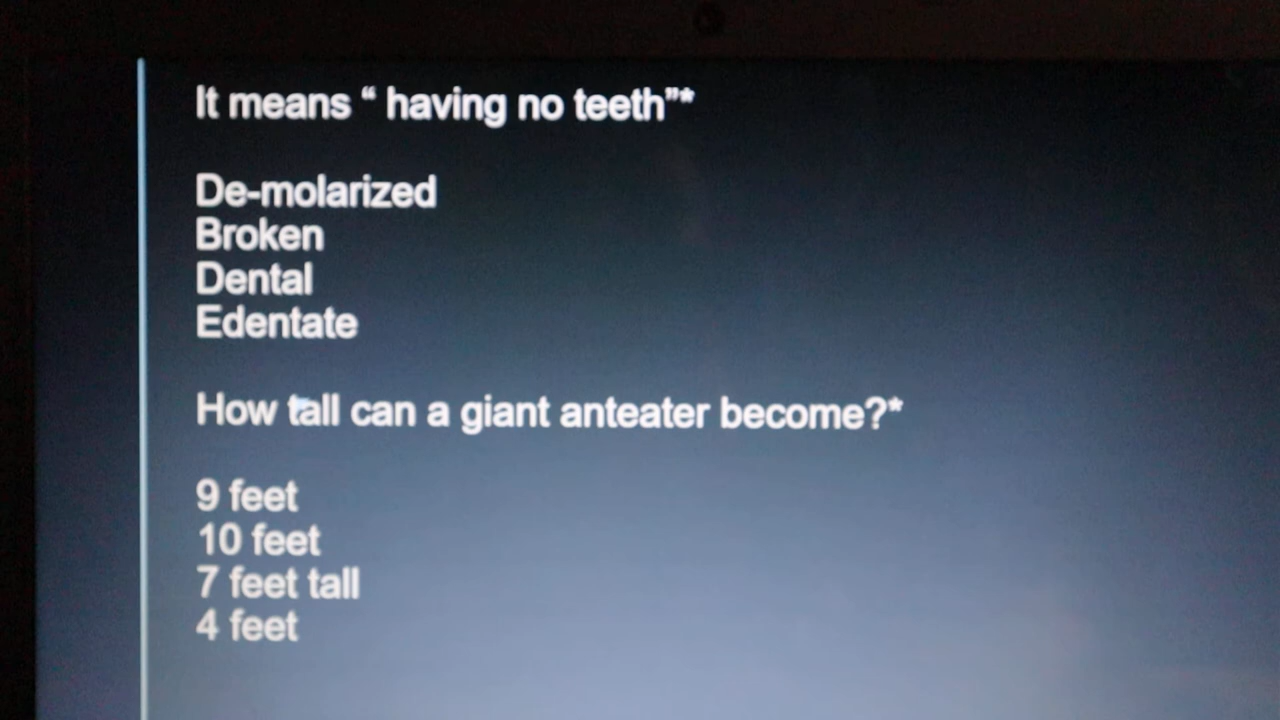 It means “ having no teeth”*
De-molarized
Broken
Dental
Edentate
How tall can a giant anteater become?*
9 feet
10 feet
7 feet tall
4 feet